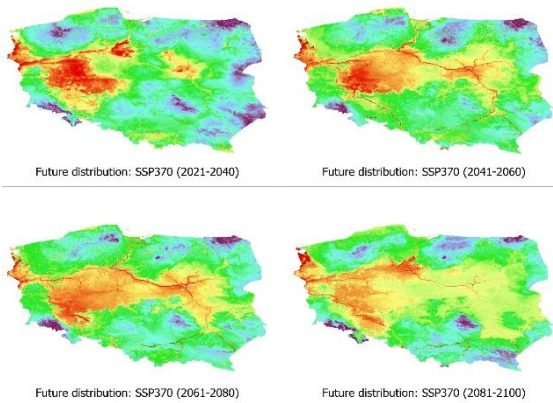 Future distribution: SSP370 (2021-2040)
Future distribution: SSP370 (2041-2060)
Future distribution: SSP370 (2061-2080)
Future distribution: SSP370 (2081-2100)